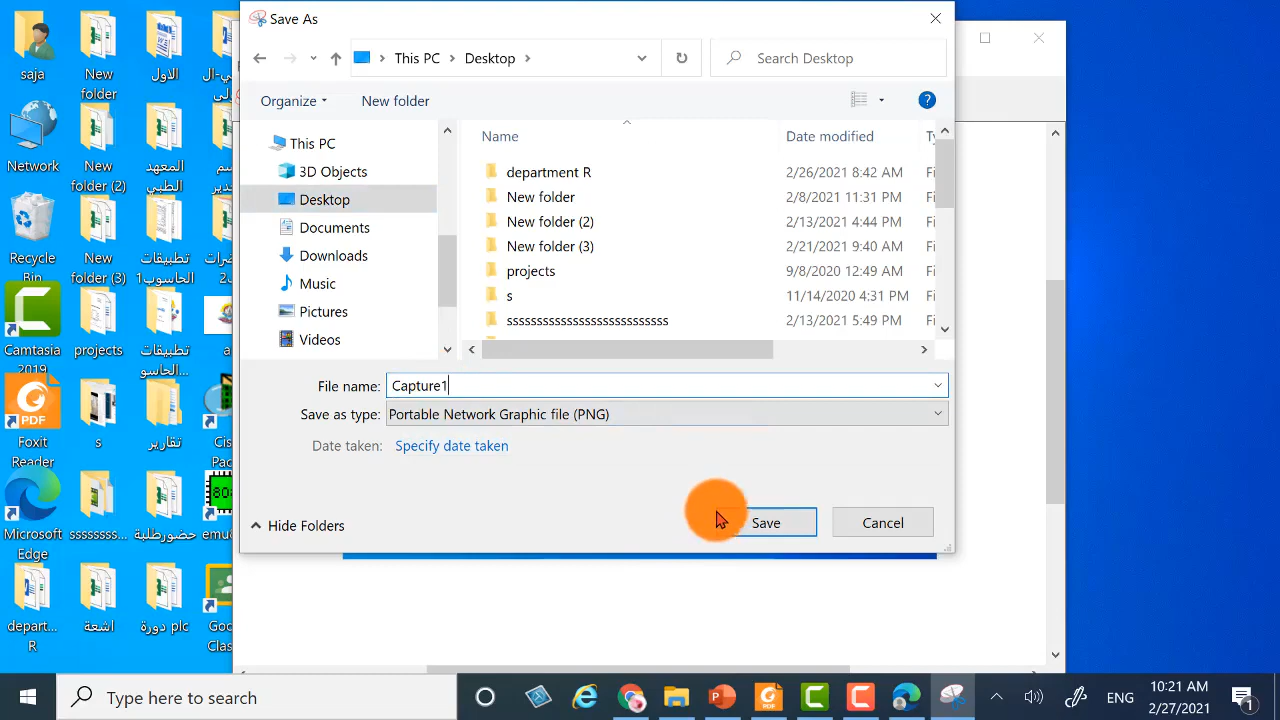 Save As
This PC
Desktop
Search Desktop
Organize
New folder
This PC
3D Objects
Desktop
Documents
Downloads
Music
Pictures
Videos
Name
Date modified
department R
2/26/2021 8:42 AM
New folder
2/8/2021 11:31 PM
New folder (2)
2/13/2021 4:44 PM
New folder (3)
2/21/2021 9:40 AM
projects
9/8/2020 12:49 AM
s
11/14/2020 4:31 PM
sssssssssssssssssssssssssss
2/13/2021 5:49 PM
File name:
Capture1
Save as type:
Portable Network Graphic file (PNG)
Date taken:
Specify date taken
Hide Folders
Save
Cancel
saja
New
folder
الاول
Network
New
folder (2)
المعهد
الطبي
Recycle
Bin
New
folder (3)
تطبيقات
الحاسوب1
Camtasia
2019
projects
تطبيقات
الحاسو...
Foxit
Reader
s
تقارير
Microsoft
Edge
ssssssss...
حضورطلبة
depart...
R
اشعة
دورة plc
PDF
Type here to search
ENG
10:21 AM
2/27/2021
1